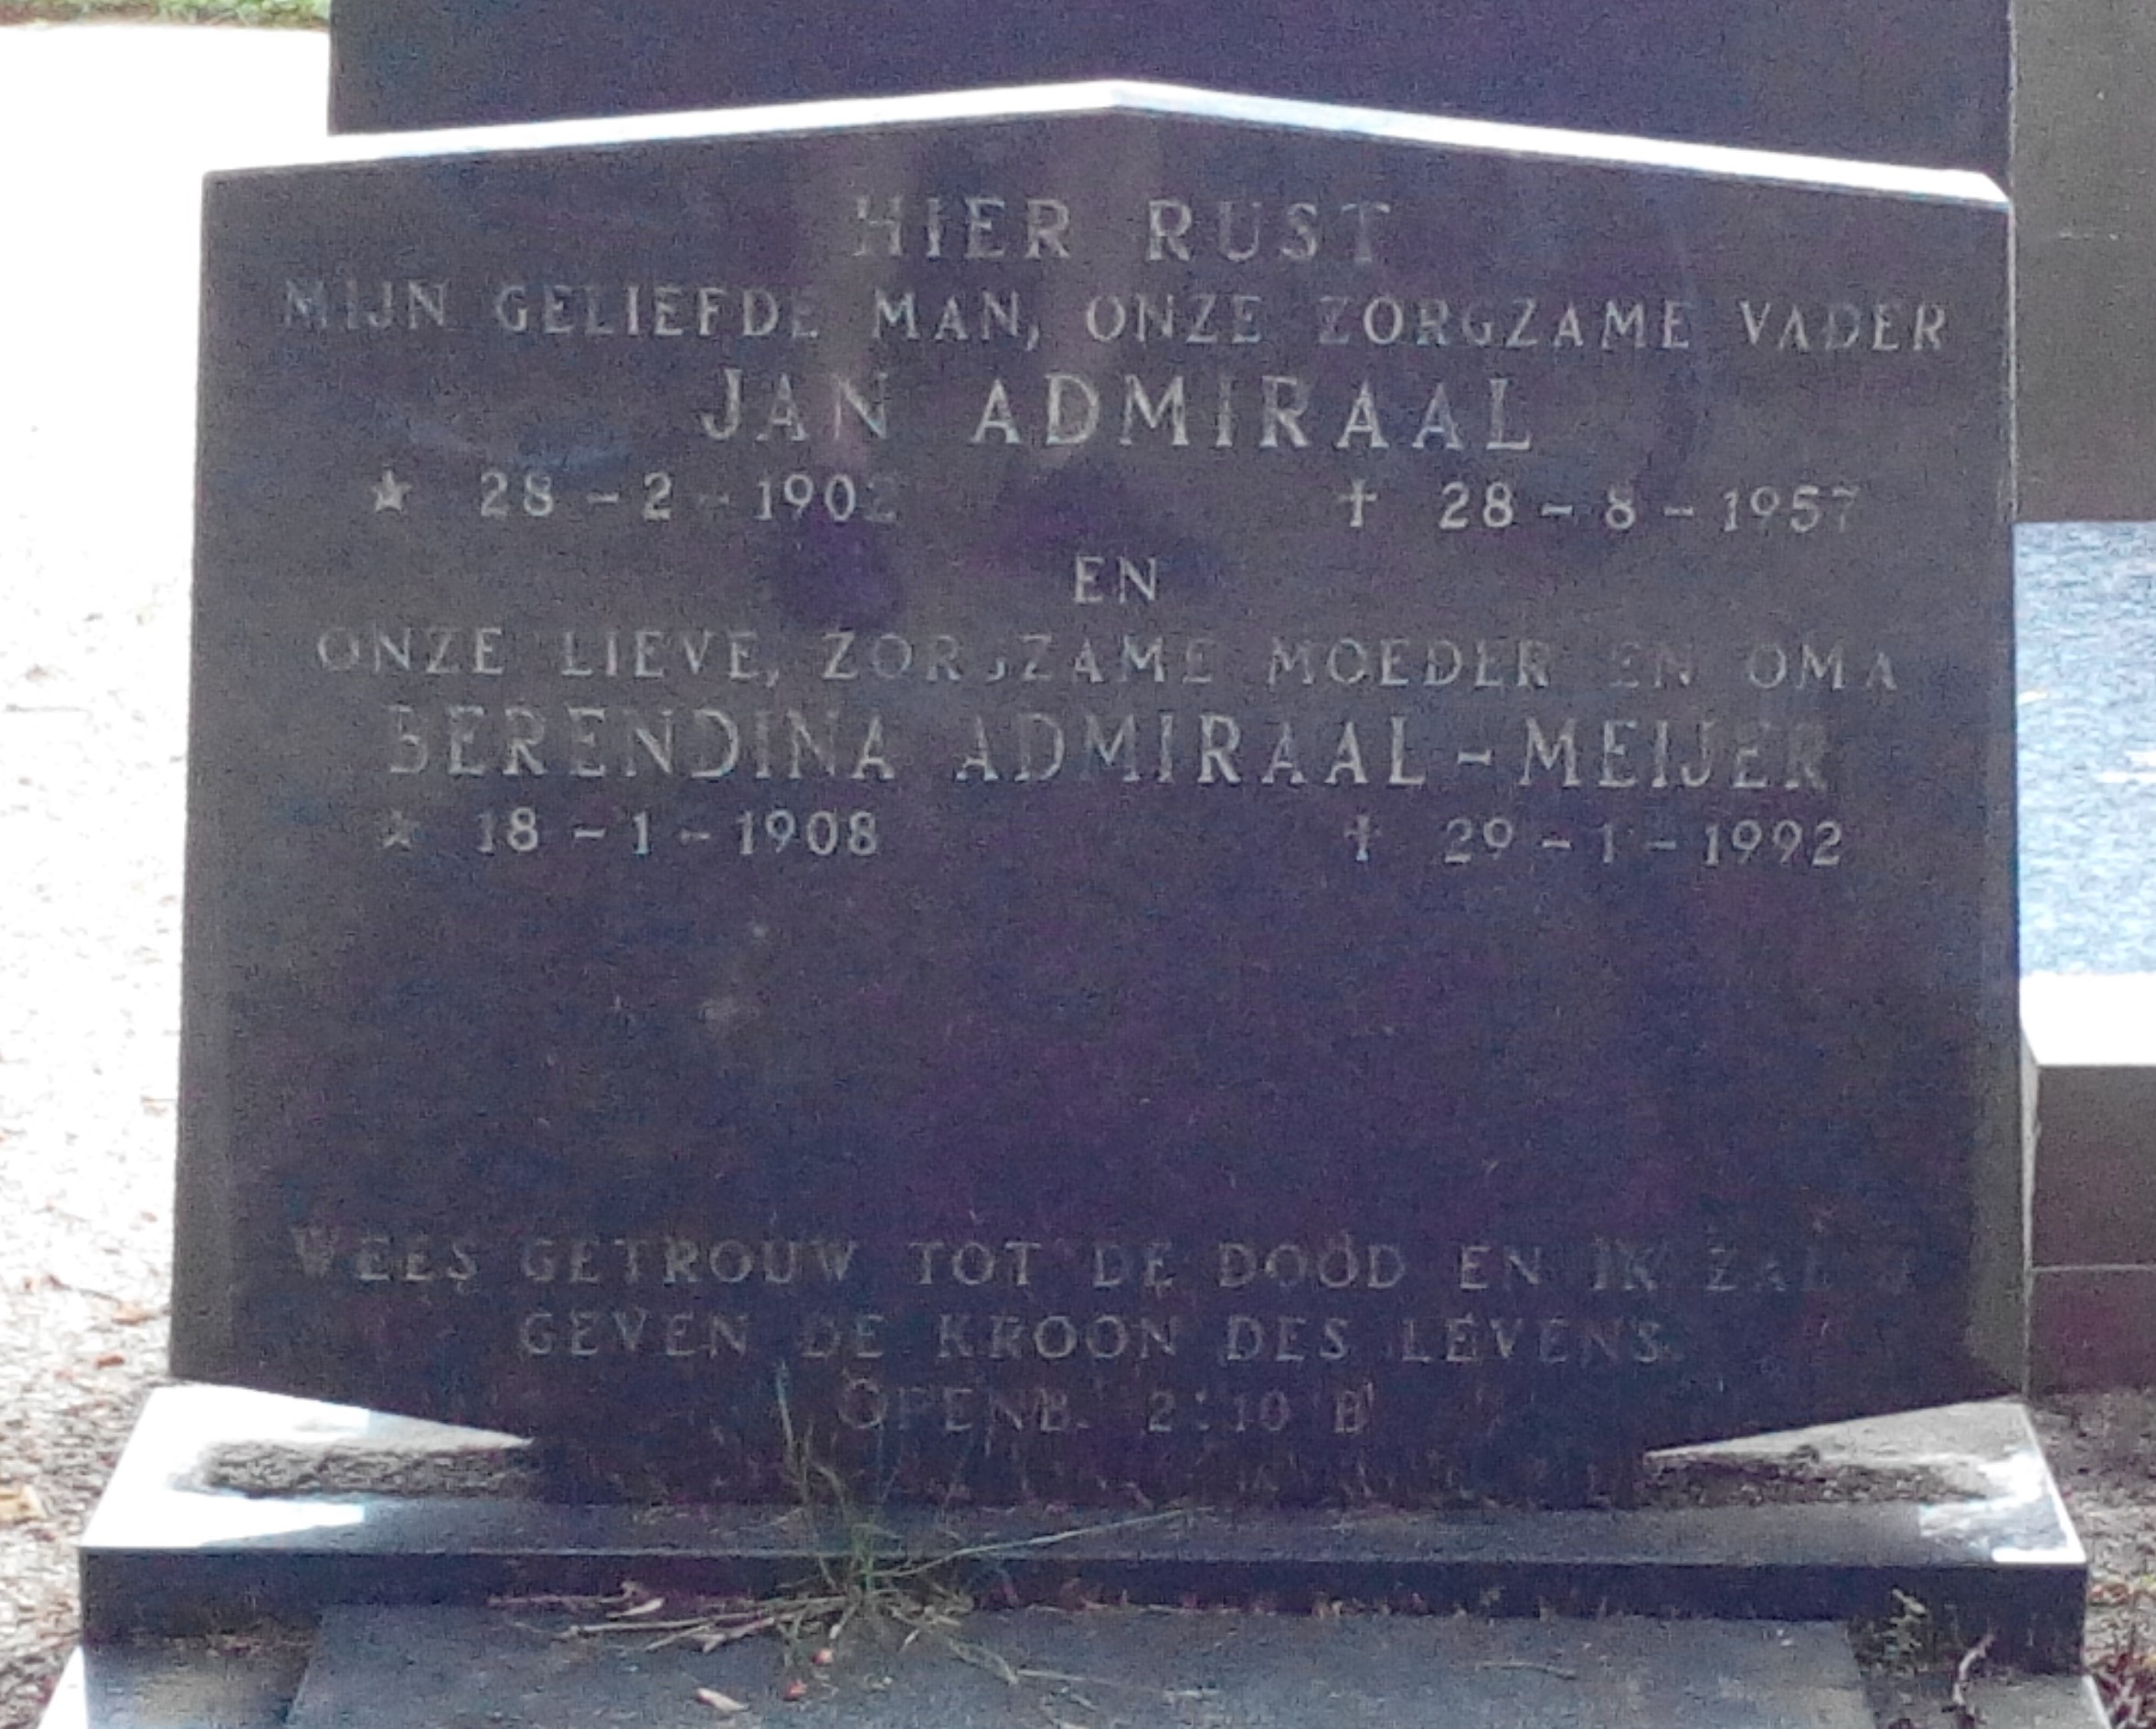 HIER RUST
MIJN GELIEFDE MAN, ONZE ZORGZAME VADER
JAN ADMIRAAL
★ 28-2-1902 † 28-8-1957
EN
ONZE LIEVE, ZORGZAME MOEDER EN OMA
BERENDINA ADMIRAAL-MEIJER
★ 18-1-1908 † 29-1-1992
WEES GETROUW TOT DE DOOD EN IK ZAL U
GEVEN DE KROON DES LEVENS.
OPENB. 2:10 B